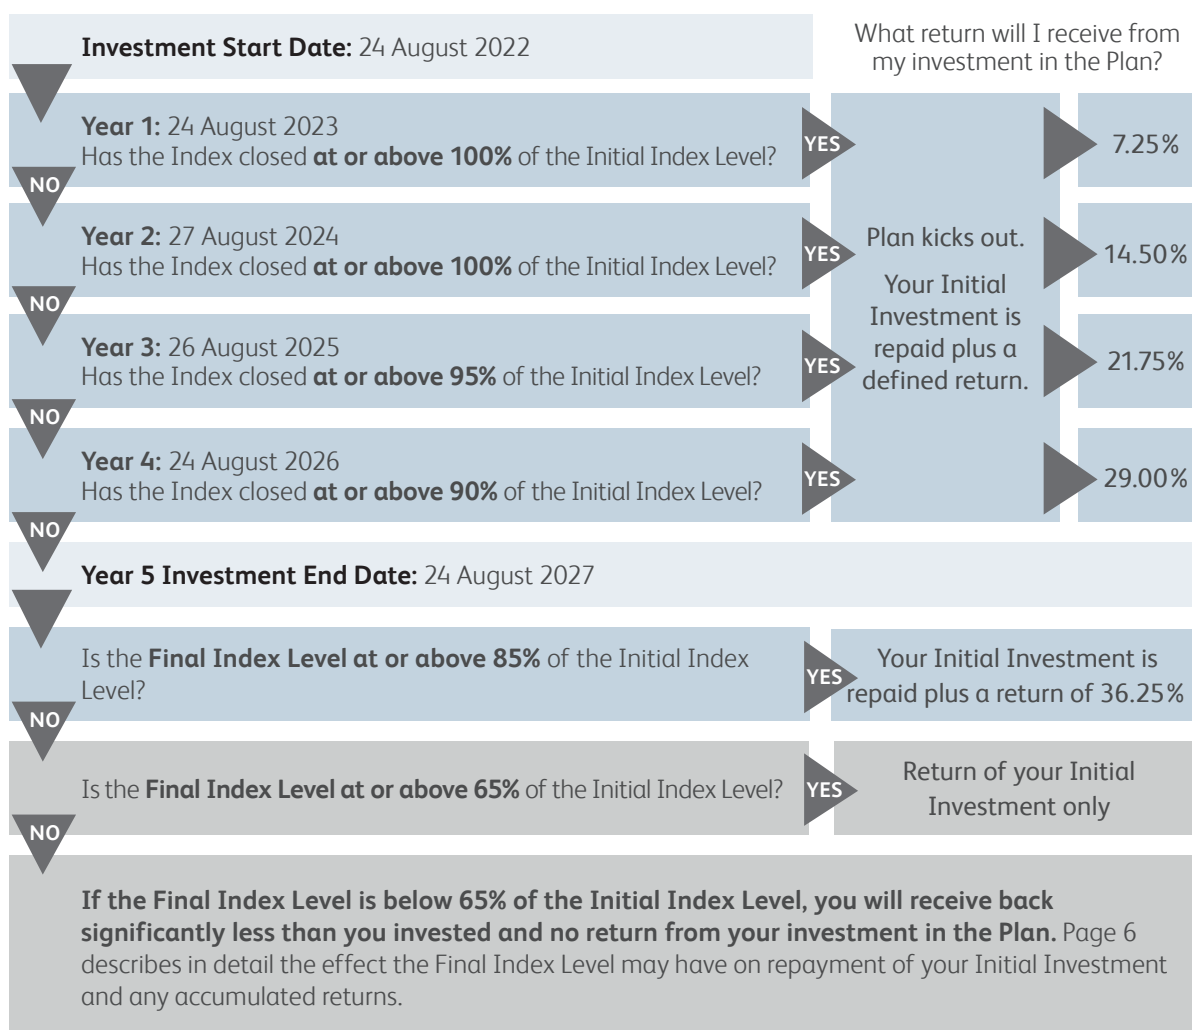 Investment Start Date: 24 August 2022
What return will I receive from
my investment in the Plan?
Year 1: 24 August 2023
Has the Index closed at or above 100% of the Initial Index Level?
YES
7.25%
NO
Year 2: 27 August 2024
Has the Index closed at or above 100% of the Initial Index Level?
YES
Plan kicks out.
Your Initial
Investment is
repaid plus a
defined return.
14.50%
NO
Year 3: 26 August 2025
Has the Index closed at or above 95% of the Initial Index Level?
YES
21.75%
NO
Year 4: 24 August 2026
Has the Index closed at or above 90% of the Initial Index Level?
YES
29.00%
NO
Year 5 Investment End Date: 24 August 2027
Is the Final Index Level at or above 85% of the Initial Index
Level?
YES
Your Initial Investment is
repaid plus a return of 36.25%
NO
Is the Final Index Level at or above 65% of the Initial Index Level?
YES
Return of your Initial
Investment only
NO
If the Final Index Level is below 65% of the Initial Index Level, you will receive back
significantly less than you invested and no return from your investment in the Plan. Page 6
describes in detail the effect the Final Index Level may have on repayment of your Initial Investment
and any accumulated returns.